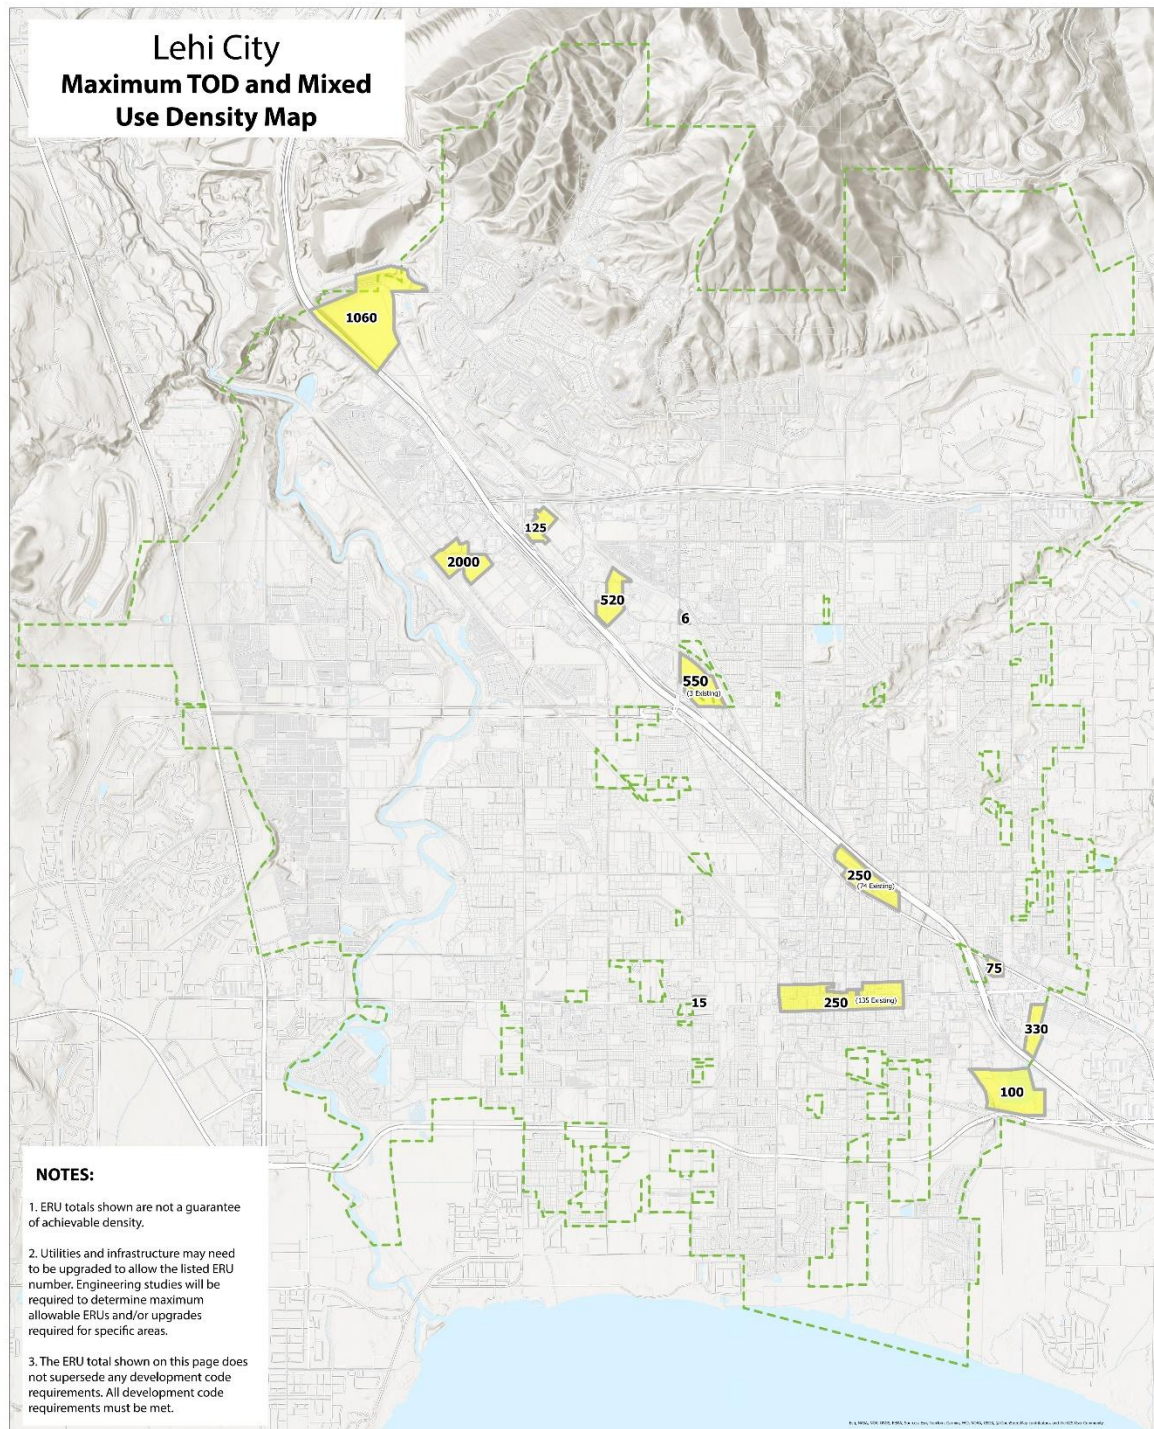 Lehi City
Maximum TOD and Mixed
Use Density Map
1060
125
2000
520
6
550
(3 Existing)
250
(74 Existing)
75
15
250 (135 Existing)
330
100
NOTES:
1. ERU totals shown are not a guarantee
of achievable density.
2. Utilities and infrastructure may need
to be upgraded to allow the listed ERU
number. Engineering studies will be
required to determine maximum
allowable ERUs and/or upgrades
required for specific areas.
3. The ERU total shown on this page does
not supersede any development code
requirements. All development code
requirements must be met.